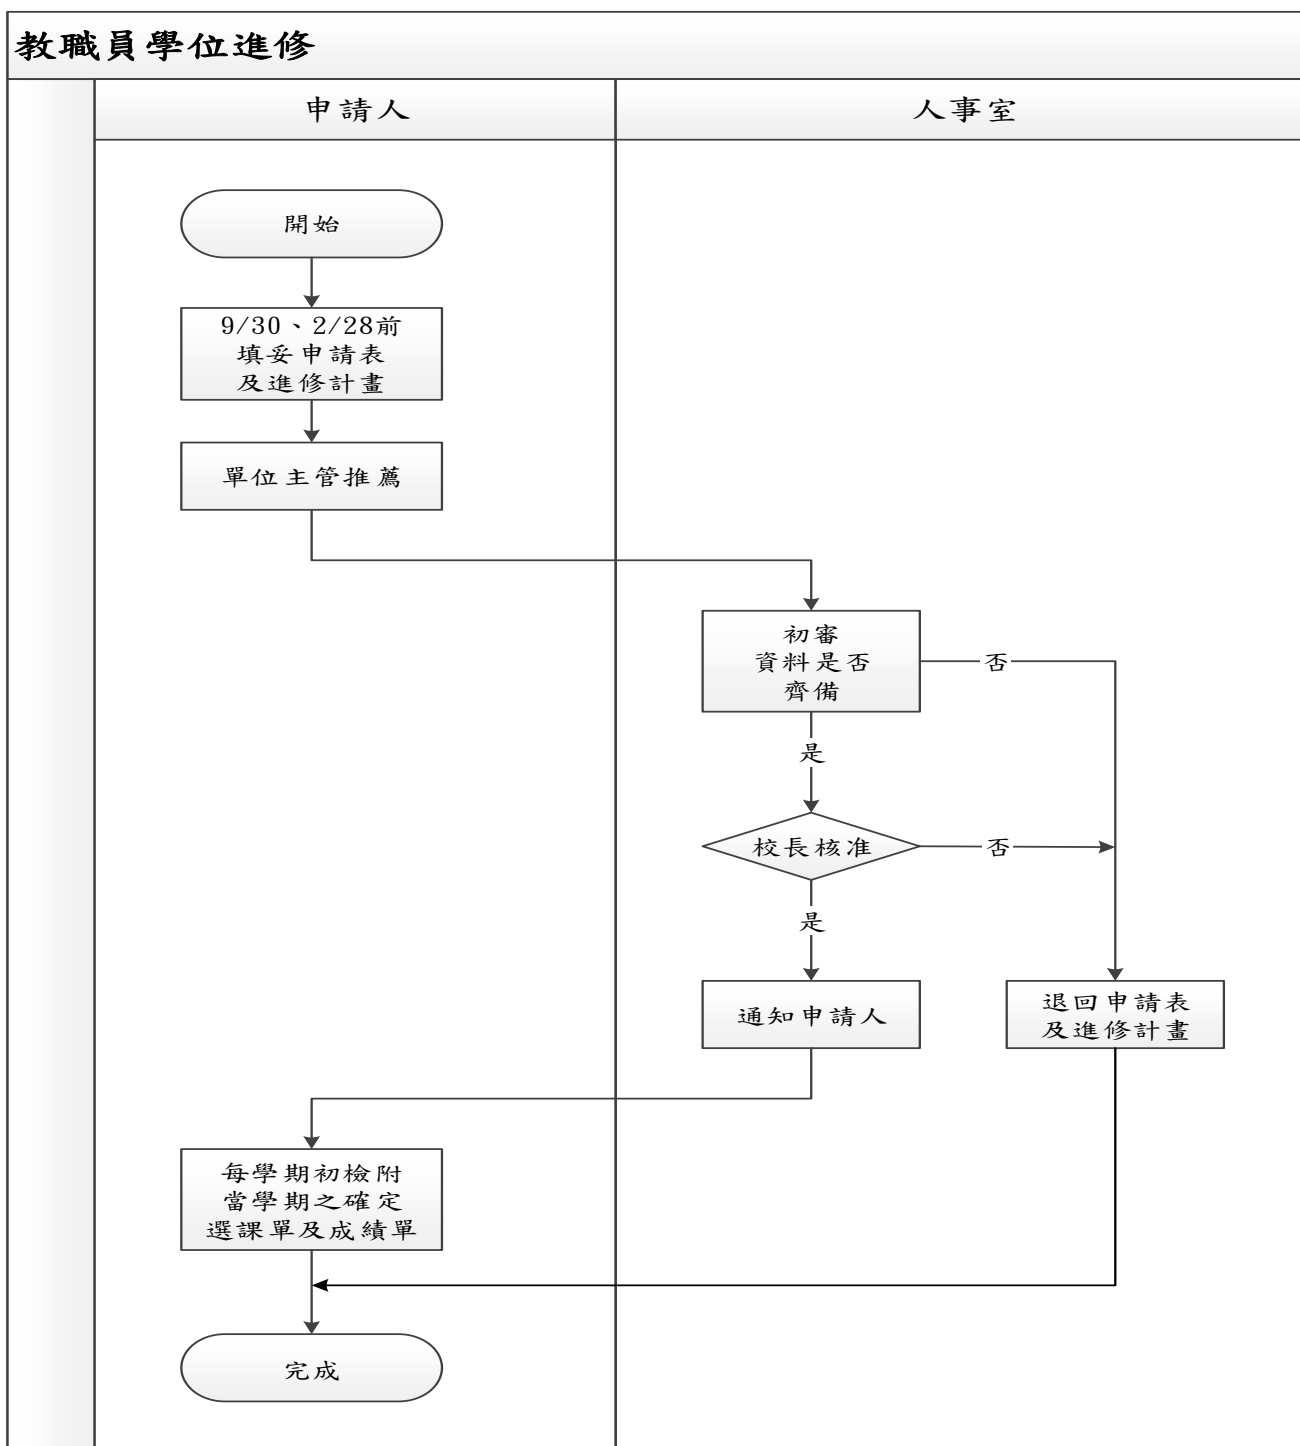 教職員學位進修
申請人
人事室
開始
9/30、2/28前
填妥申請表
及進修計畫
單位主管推薦
初審
資料是否
齊備
否
是
校長核准
否
是
通知申請人
退回申請表
及進修計畫
每學期初檢附
當學期之確定
選課單及成績單
完成